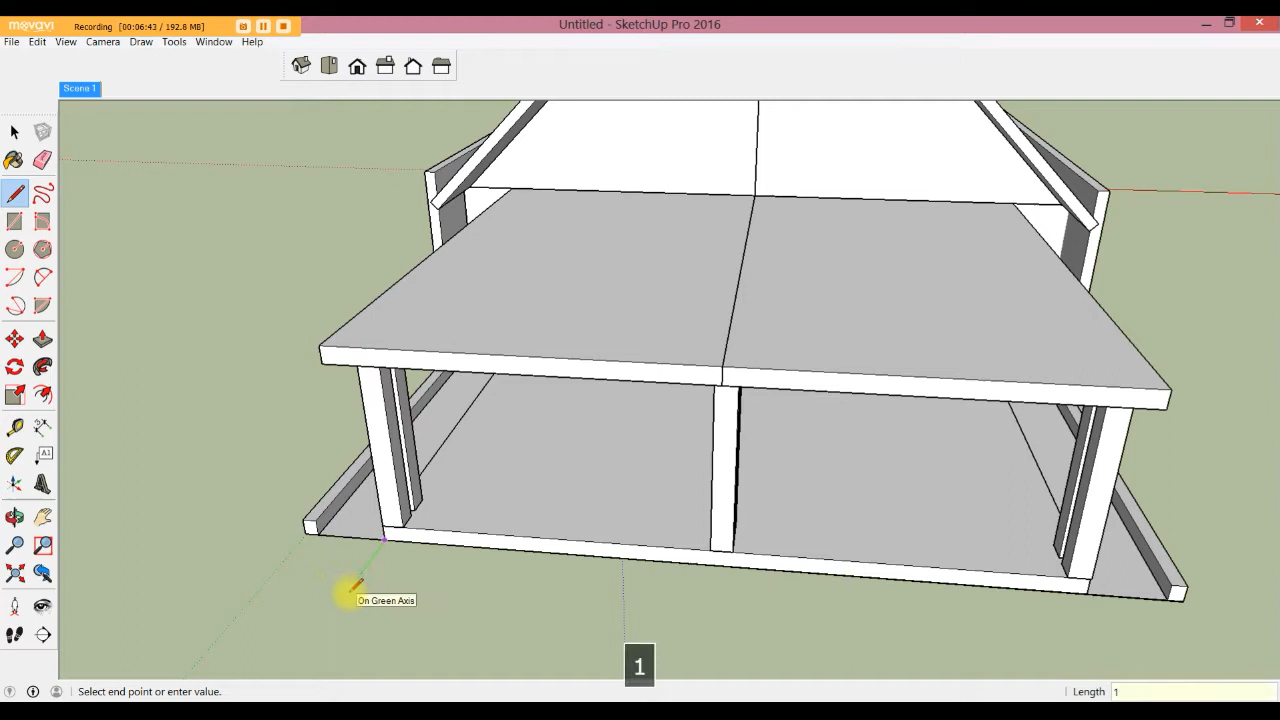 movavi Recording [00:06:43 / 192.8 MB] Untitled - SketchUp Pro 2016
File Edit View Camera Draw Tools Window Help
Scene 1
A1
On Green Axis
1
Select end point or enter value. Length 1